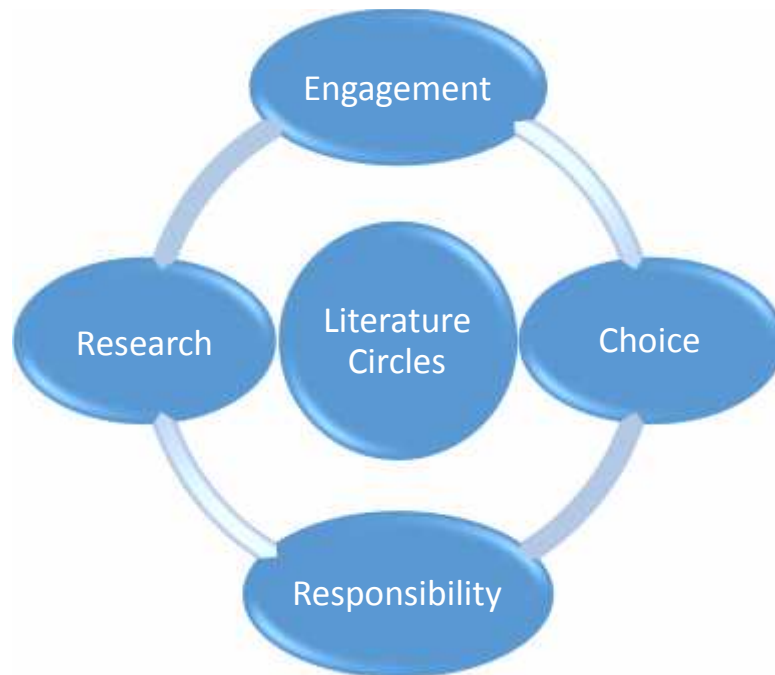 Engagement
Research
Literature
Circles
Choice
Responsibility